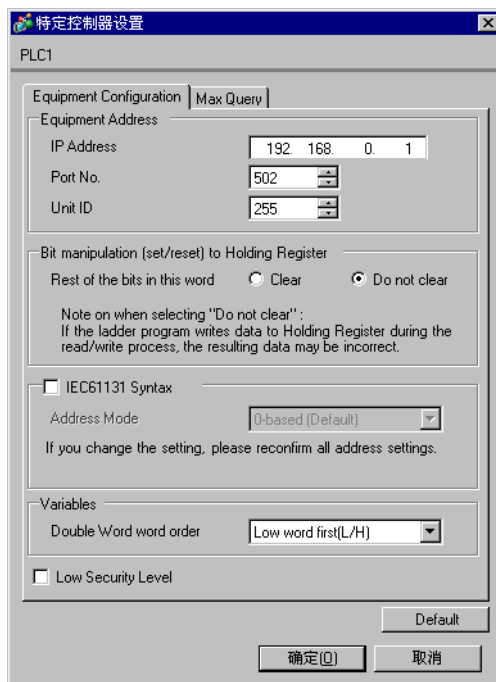 特定控制器设置
PLC1
Equipment Configuration Max Query
Equipment Address
IP Address 192. 168. 0. 1
Port No. 502
Unit ID 255
Bit manipulation (set/reset) to Holding Register
Rest of the bits in this word Clear Do not clear
Note on when selecting "Do not clear" :
If the ladder program writes data to Holding Register during the
read/write process, the resulting data may be incorrect.
IEC61131 Syntax
Address Mode 0-based (Default)
If you change the setting, please reconfirm all address settings.
Variables
Double Word word order Low word first(L/H)
Low Security Level
Default
确定(O) 取消